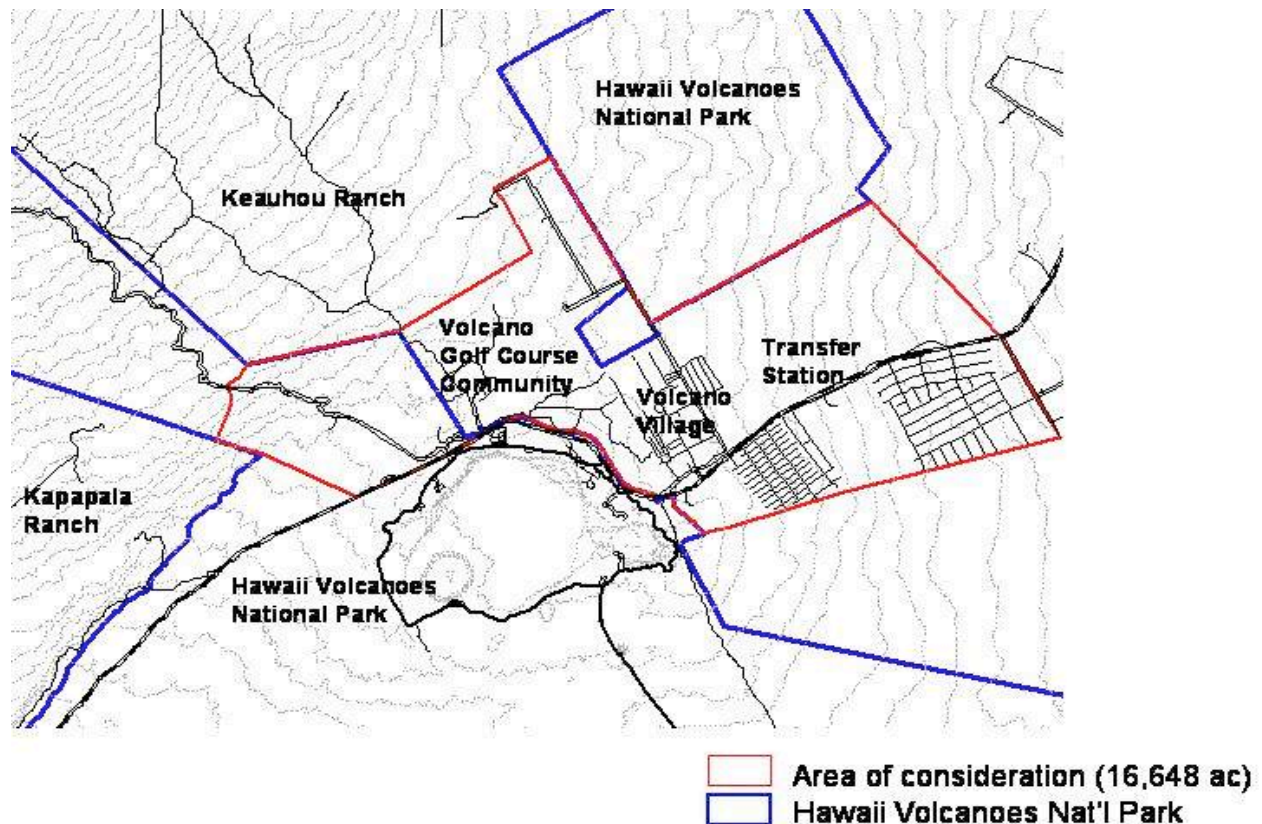 Hawaii Volcanoes
National Park
Keauhou Ranch
Volcano
Golf Course
Community
Transfer
Station
Volcano
Village
Kapapala
Ranch
Hawaii Volcanoes
National Park
Area of consideration (16,648 ac)
Hawaii Volcanoes Nat'l Park